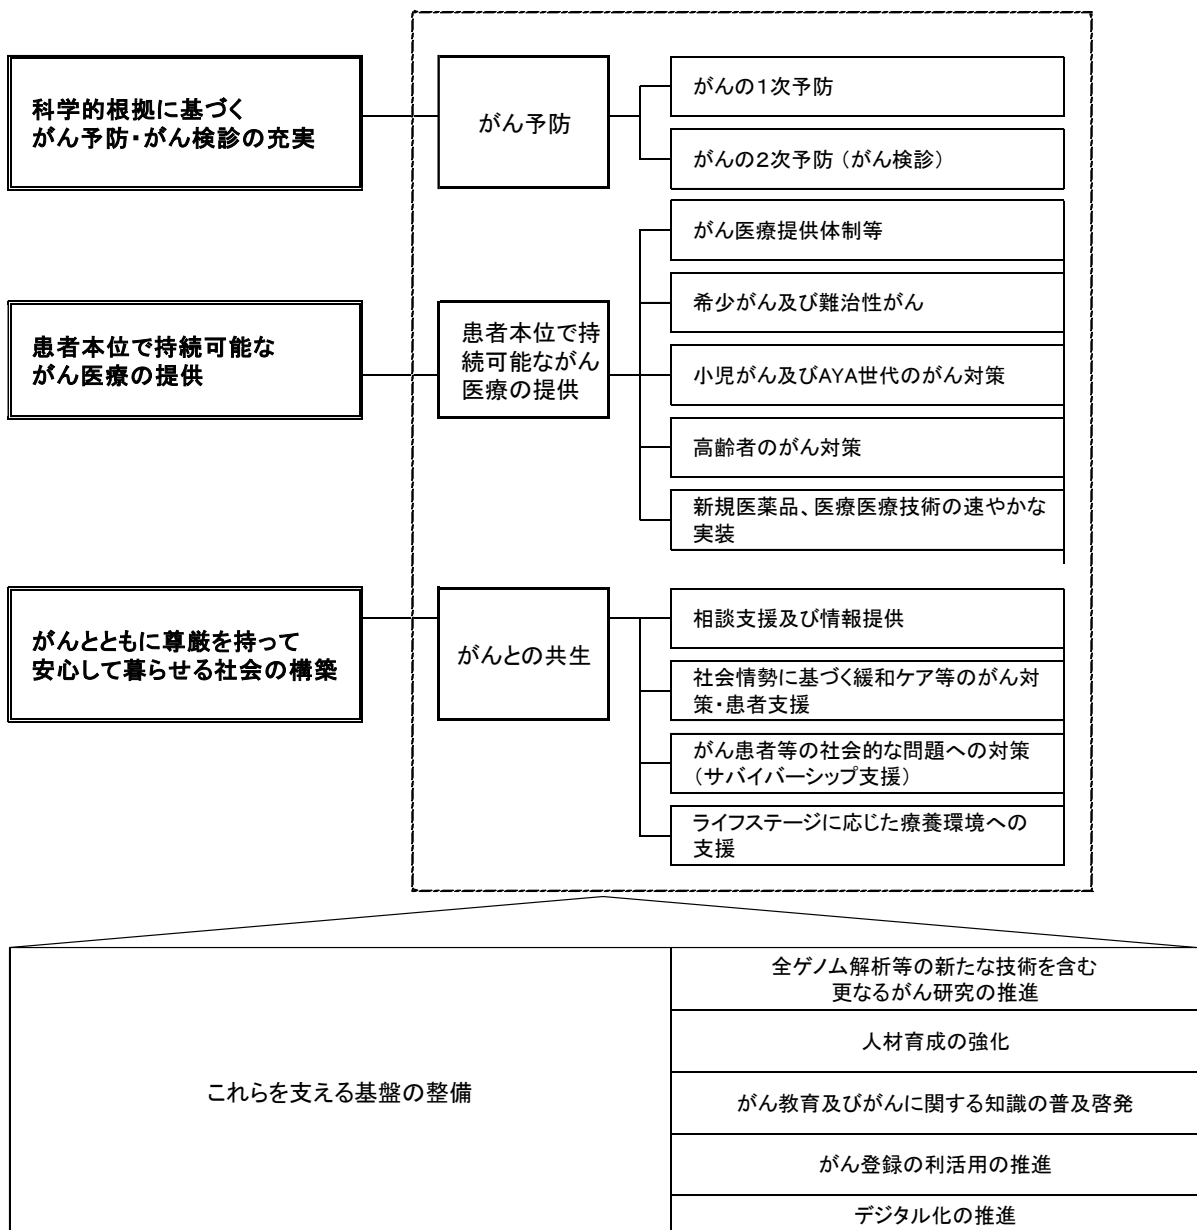 科学的根拠に基づく
がん予防・がん検診の充実
がん予防
がんの1次予防
がんの2次予防（がん検診）
患者本位で持続可能な
がん医療の提供
患者本位で持
続可能ながん
医療の提供
がん医療提供体制等
希少がん及び難治性がん
小児がん及びAYA世代のがん対策
高齢者のがん対策
新規医薬品、医療医療技術の速やかな
実装
がんとともに尊厳を持って
安心して暮らせる社会の構築
がんとの共生
相談支援及び情報提供
社会情勢に基づく緩和ケア等のがん対
策・患者支援
がん患者等の社会的な問題への対策
（サバイバーシップ支援）
ライフステージに応じた療養環境への
支援
これらを支える基盤の整備
全ゲノム解析等の新たな技術を含む
更なるがん研究の推進
人材育成の強化
がん教育及びがんに関する知識の普及啓発
がん登録の利活用の推進
デジタル化の推進